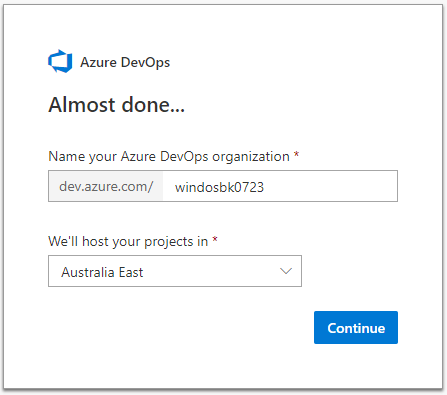 Azure DevOps
Almost done...
Name your Azure DevOps organization *
dev.azure.com/ windosbk0723
We'll host your projects in *
Australia East
Continue